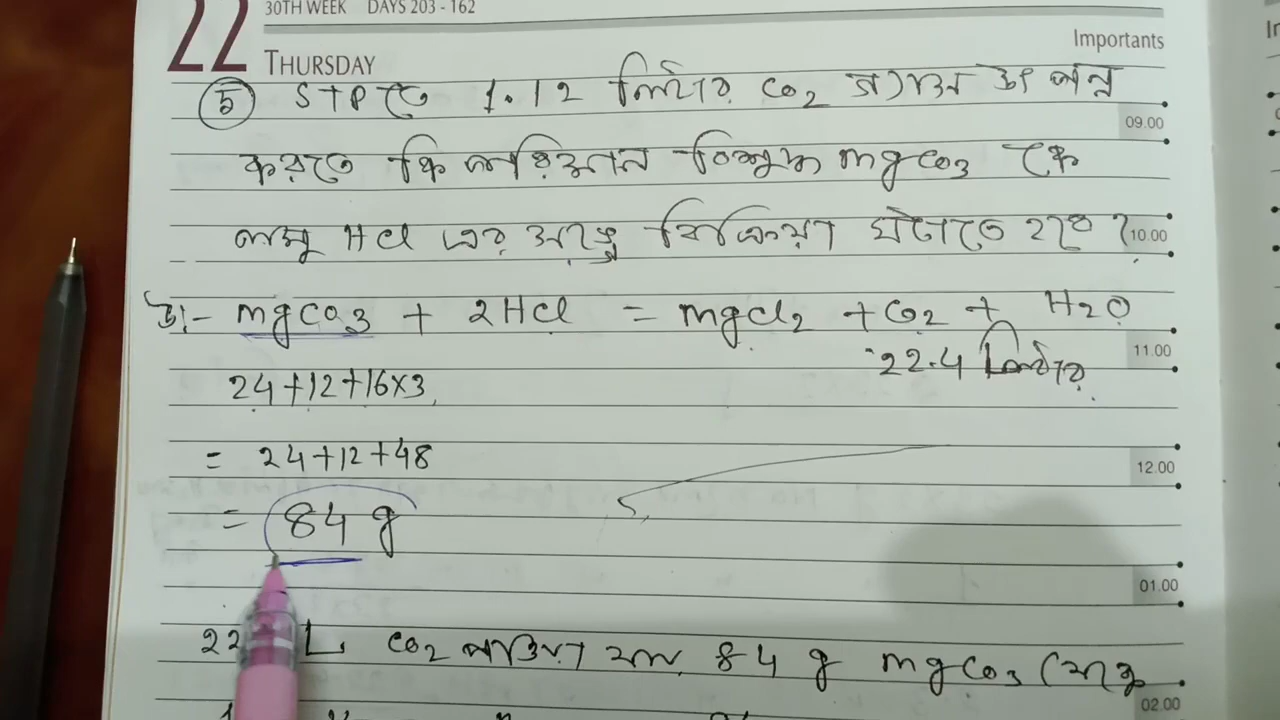 22
30TH WEEK DAYS 203 - 162
THURSDAY
Importants
৫ STP তে 1.12 লিটার CO2 গ্যাস উৎপন্ন
09.00
করতে কি পরিমান বিশুদ্ধ mgco3 কে
লঘু HCl এর সঙ্গে বিক্রিয়া ঘটাতে হবে?
10.00
উঃ- mgco3 + 2HCl = mgcl2 + CO2 + H2O
22.4 লিটার
11.00
24+12+16×3
= 24+12+48
12.00
= 84 g
01.00
22 L CO2 পাওয়া যায় 84 g mgco3 থেকে
02.00